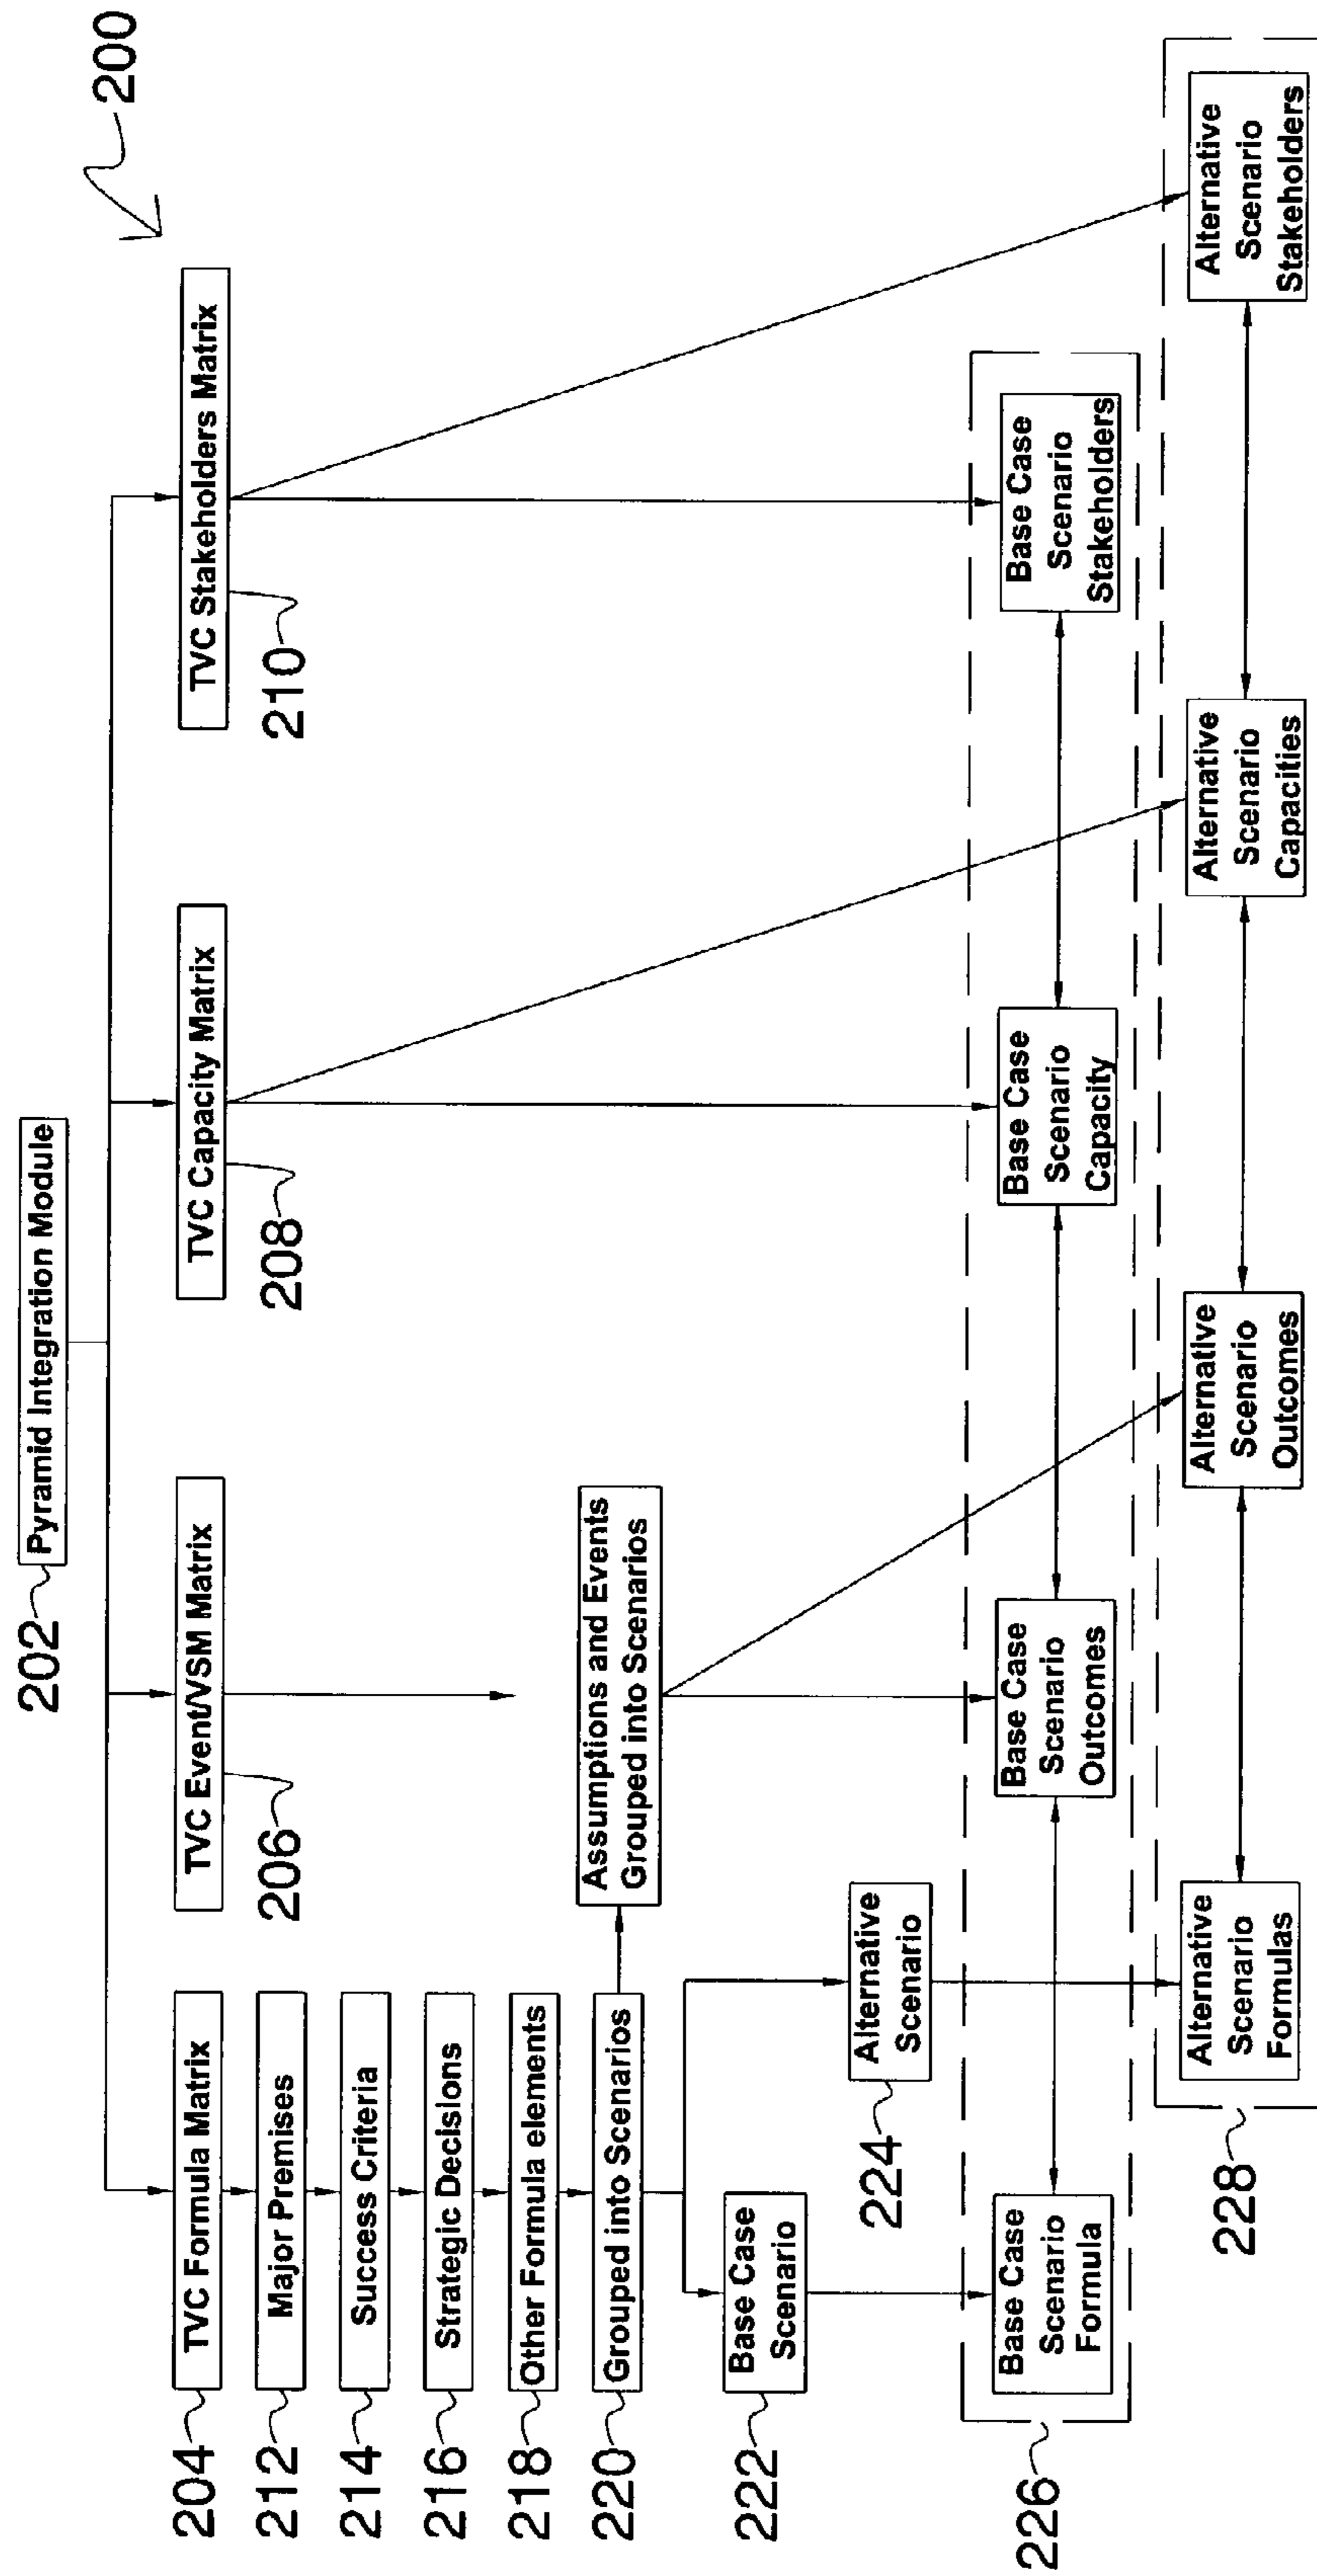 200
202
Pyramid Integration Module
204
TVC Formula Matrix
TVC Event/VSM Matrix
206
TVC Capacity Matrix
208
TVC Stakeholders Matrix
210
212
Major Premises
214
Success Criteria
216
Strategic Decisions
218
Other Formula elements
220
Grouped into Scenarios
Assumptions and Events
Grouped into Scenarios
222
Base Case
Scenario
224
Alternative
Scenario
226
Base Case
Scenario
Formula
Base Case
Scenario
Outcomes
Base Case
Scenario
Capacity
Base Case
Scenario
Stakeholders
228
Alternative
Scenario
Formulas
Alternative
Scenario
Outcomes
Alternative
Scenario
Capacities
Alternative
Scenario
Stakeholders